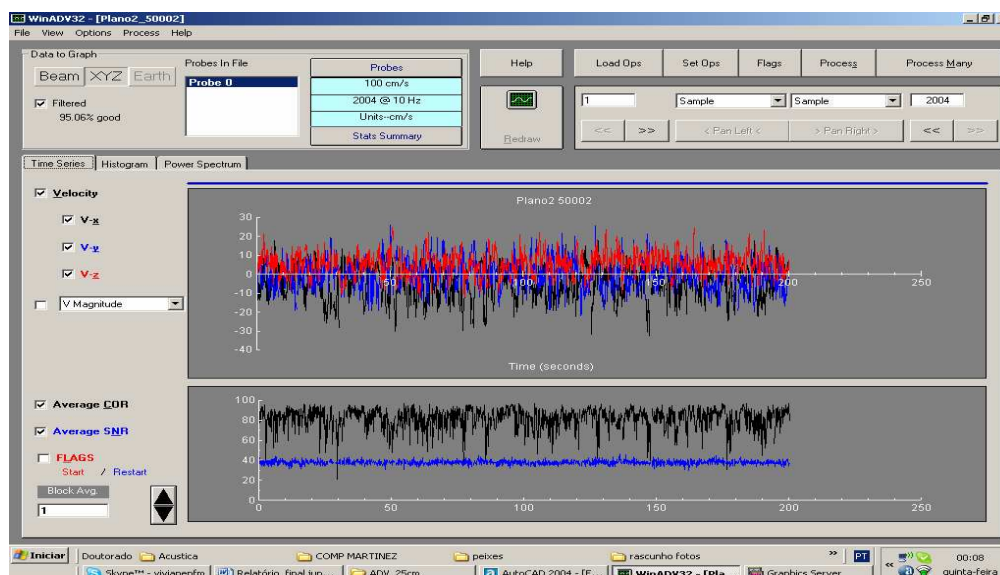 WinADV32 - [Plano2_50002]
File View Options Process Help
Data to Graph
Beam XYZ Earth
Filtered
95.06% good
Probes In File
Probe 0
Probes
100 cm/s
2004 @ 10 Hz
Units--cm/s
Stats Summary
Help
Redraw
Load Ops Set Ops Flags Process Process Many
1 Sample Sample 2004
<< >> < Pan Left < > Pan Right > << >>
Time Series Histogram Power Spectrum
Velocity
V-x
V-y
V-z
V Magnitude
Plano2 50002
30
20
10
0
-10
-20
-30
-40
50 100 150 200 250
Time (seconds)
Average COR
Average SNR
FLAGS
Start / Restart
Block Avg.
1
100
80
60
40
20
0
0 50 100 150 200 250
Iniciar Doutorado Acustica COMP MARTINEZ peixes rascunho fotos » PT « 00:08
Skype™ - vivianepfm Relatório_final_jun... ADV_25cm AutoCAD 2004 - [F... WinADV32 - [Pla... Graphics Server quinta-feira